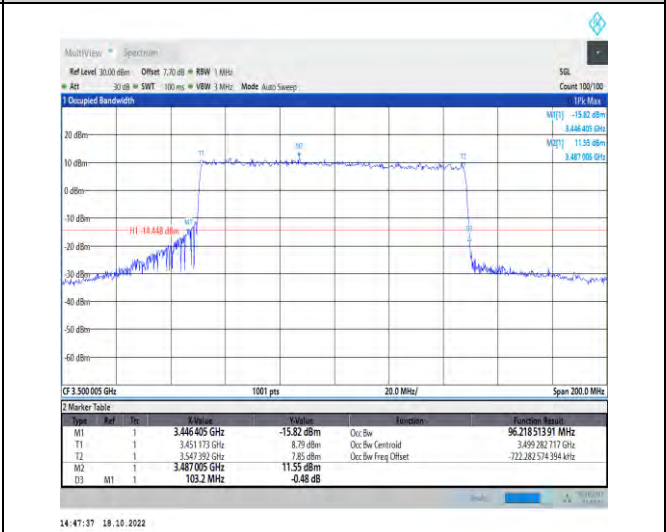 MultiView Spectrum
Ref Level 30.00 dBm Offset 7.70 dB RBW 1 MHz SGL
Att 30 dB SWT 100 ms VBW 3 MHz Mode Auto Sweep Count 100/100
1 Occupied Bandwidth 1Pk Max
M1[1] -15.82 dBm
3.446 405 GHz
M2[1] 11.55 dBm
3.487 005 GHz
20 dBm
T1 M2 T2
10 dBm
0 dBm
-10 dBm
M1
H1 -14.448 dBm
-20 dBm
-30 dBm
-40 dBm
-50 dBm
-60 dBm
CF 3.500 005 GHz 1001 pts 20.0 MHz/ Span 200.0 MHz
2 Marker Table
Type Ref Trc X-Value Y-Value Function Function Result
M1 1 3.446 405 GHz -15.82 dBm Occ Bw 96.218 513 91 MHz
T1 1 3.451 173 GHz 8.79 dBm Occ Bw Centroid 3.499 282 717 GHz
T2 1 3.547 392 GHz 7.85 dBm Occ Bw Freq Offset -722.282 574 394 kHz
M2 1 3.487 005 GHz 11.55 dBm
D3 M1 1 103.2 MHz -0.48 dB
14:47:37 18.10.2022